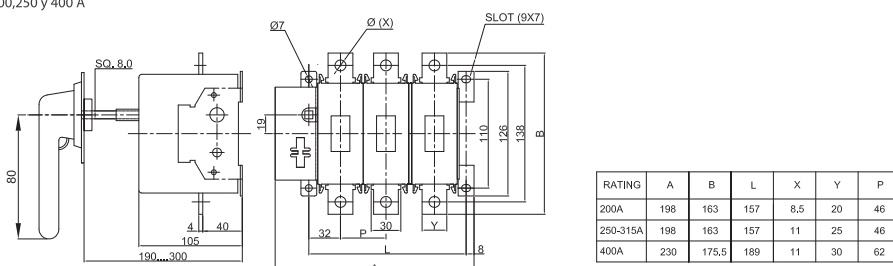 00,250 y 400 A
SLOT (9X7)
Ø7
Ø (X)
SQ. 8,0
19
80
110
126
138
B
4
40
105
190....300
32
P
30
Y
L
8
RATING A B L X Y P
200A 198 163 157 8,5 20 46
250-315A 198 163 157 11 25 46
400A 230 175,5 189 11 30 62